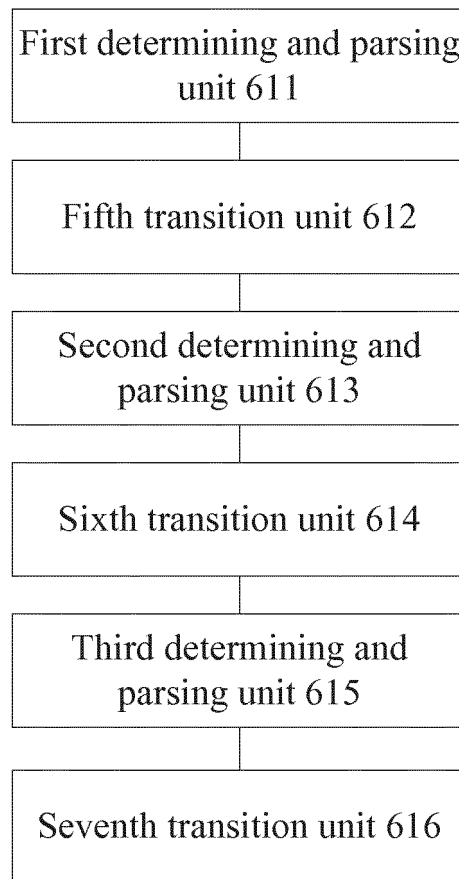 First determining and parsing
unit 611
Fifth transition unit 612
Second determining and
parsing unit 613
Sixth transition unit 614
Third determining and
parsing unit 615
Seventh transition unit 616